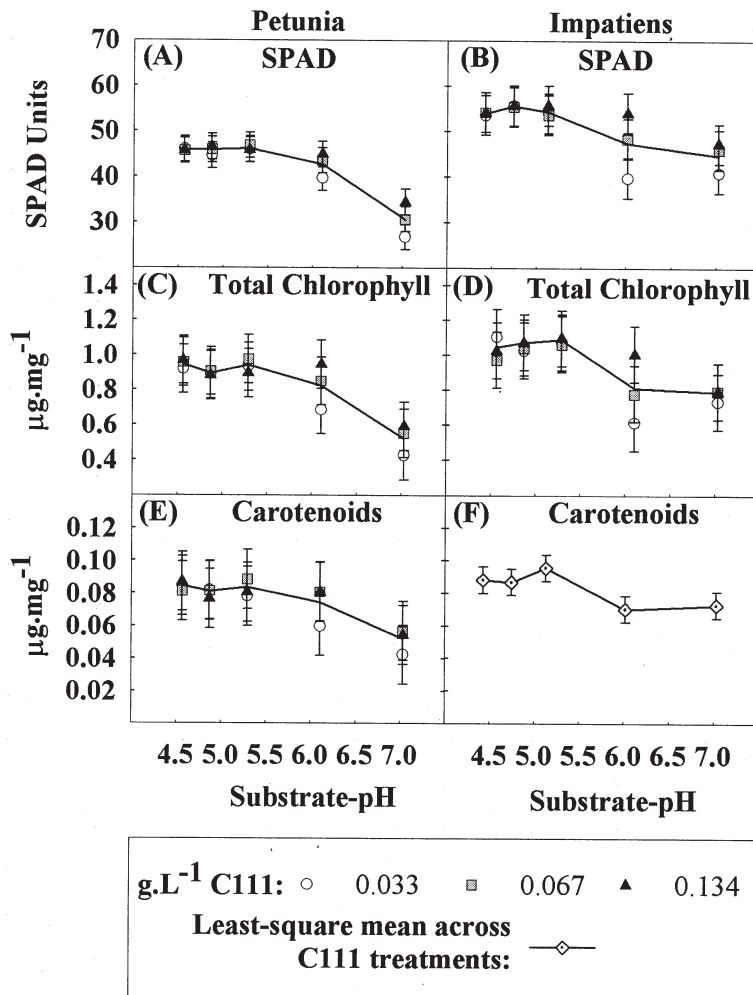 Petunia Impatiens
70
60
50
40
30
SPAD Units
(A) SPAD
(B) SPAD
1.4
1.2
1.0
0.8
0.6
0.4
µg.mg-1
(C) Total Chlorophyll
(D) Total Chlorophyll
0.12
0.10
0.08
0.06
0.04
0.02
µg.mg-1
(E) Carotenoids
(F) Carotenoids
4.5 5.0 5.5 6.0 6.5 7.0 4.5 5.0 5.5 6.0 6.5 7.0
Substrate-pH Substrate-pH
g.L-1 C111: 0.033 0.067 0.134
Least-square mean across
C111 treatments: